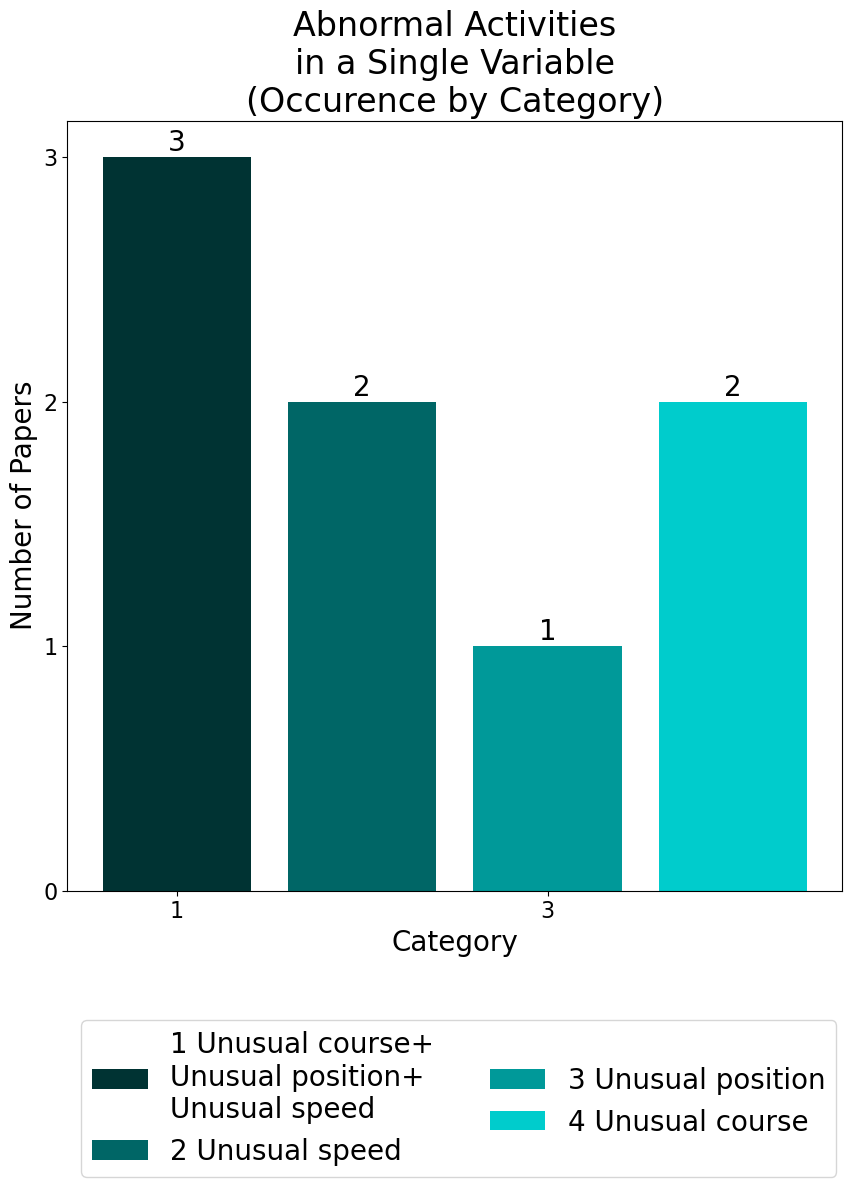 Abnormal Activities
in a Single Variable
(Occurence by Category)
3
3
2
2
2
Number of Papers
1
1
0
1
3
Category
1 Unusual course+
Unusual position+
Unusual speed
2 Unusual speed
3 Unusual position
4 Unusual course